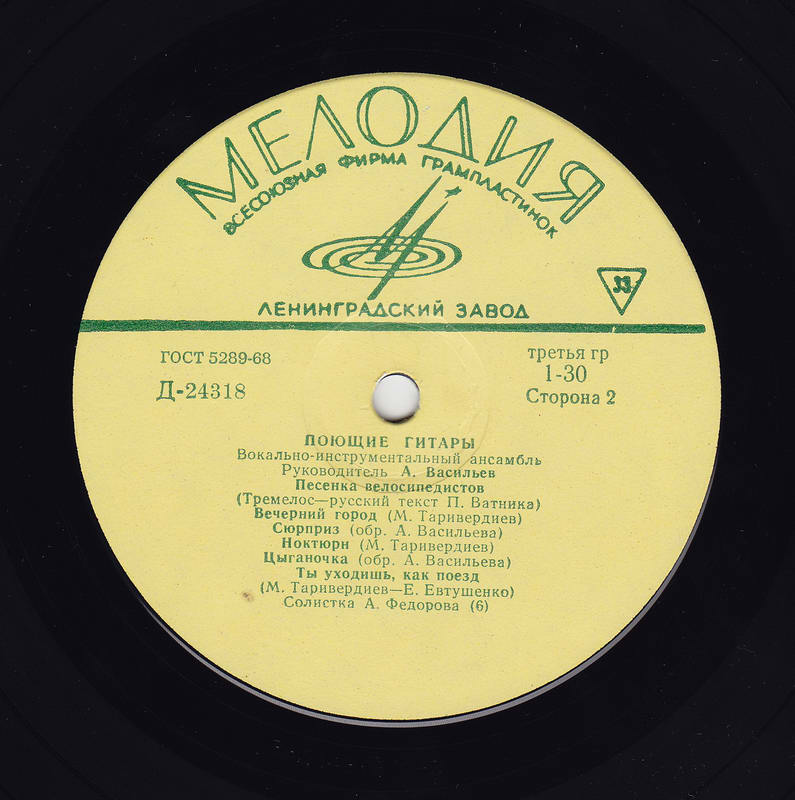 МЕЛОДИЯ
ВСЕСОЮЗНАЯ ФИРМА ГРАМПЛАСТИНОК
33
ЛЕНИНГРАДСКИЙ ЗАВОД
ГОСТ 5289-68
третья гр
Д-24318
1-30
Сторона 2
ПОЮЩИЕ ГИТАРЫ
Вокально-инструментальный ансамбль
Руководитель А. Васильев
Песенка велосипедистов
(Тремелос—русский текст П. Ватника)
Вечерний город (М. Таривердиев)
Сюрприз (обр. А. Васильева)
Ноктюрн (М. Таривердиев)
Цыганочка (обр. А. Васильева)
Ты уходишь, как поезд
(М. Таривердиев—Е. Евтушенко)
Солистка А. Федорова (6)